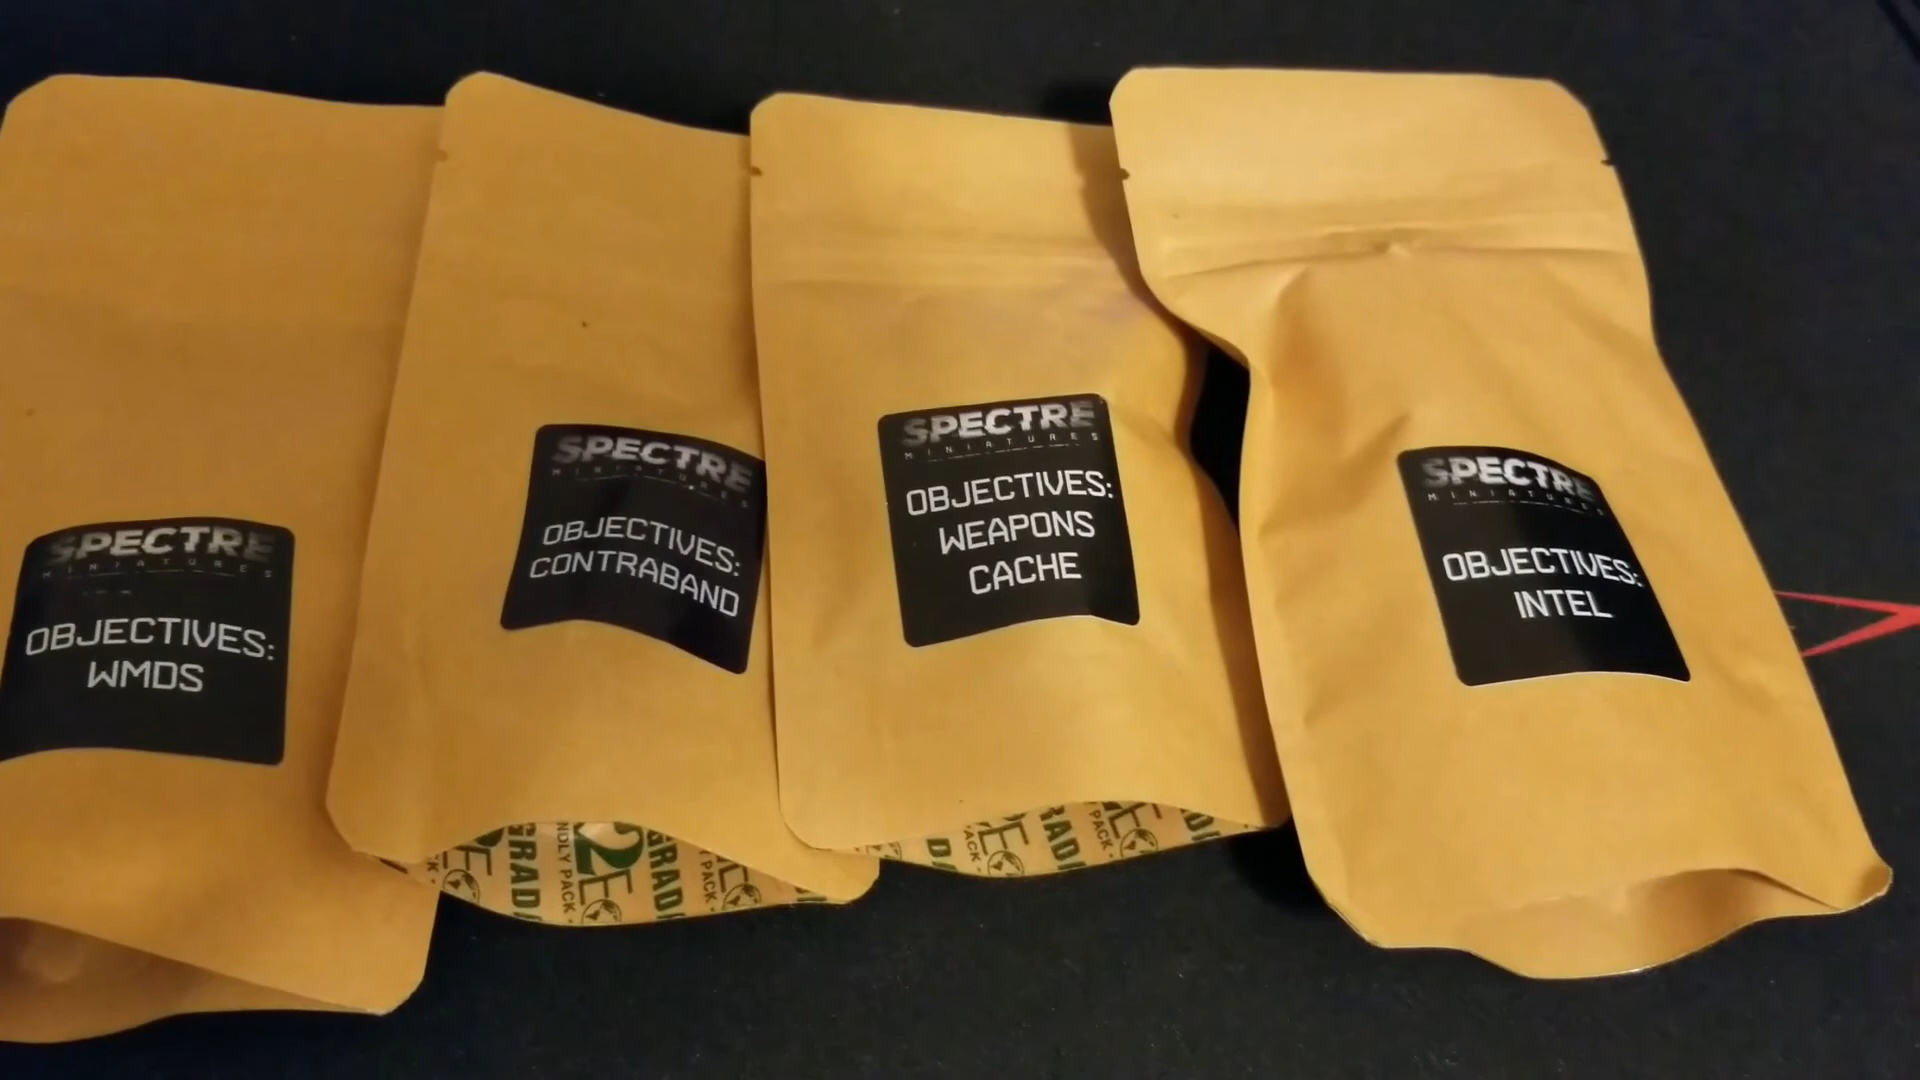 SPECTRE
MINIATURES
OBJECTIVES:
WMDS
SPECTRE
MINIATURES
OBJECTIVES:
CONTRABAND
SPECTRE
MINIATURES
OBJECTIVES:
WEAPONS
CACHE
SPECTRE
MINIATURES
OBJECTIVES:
INTEL